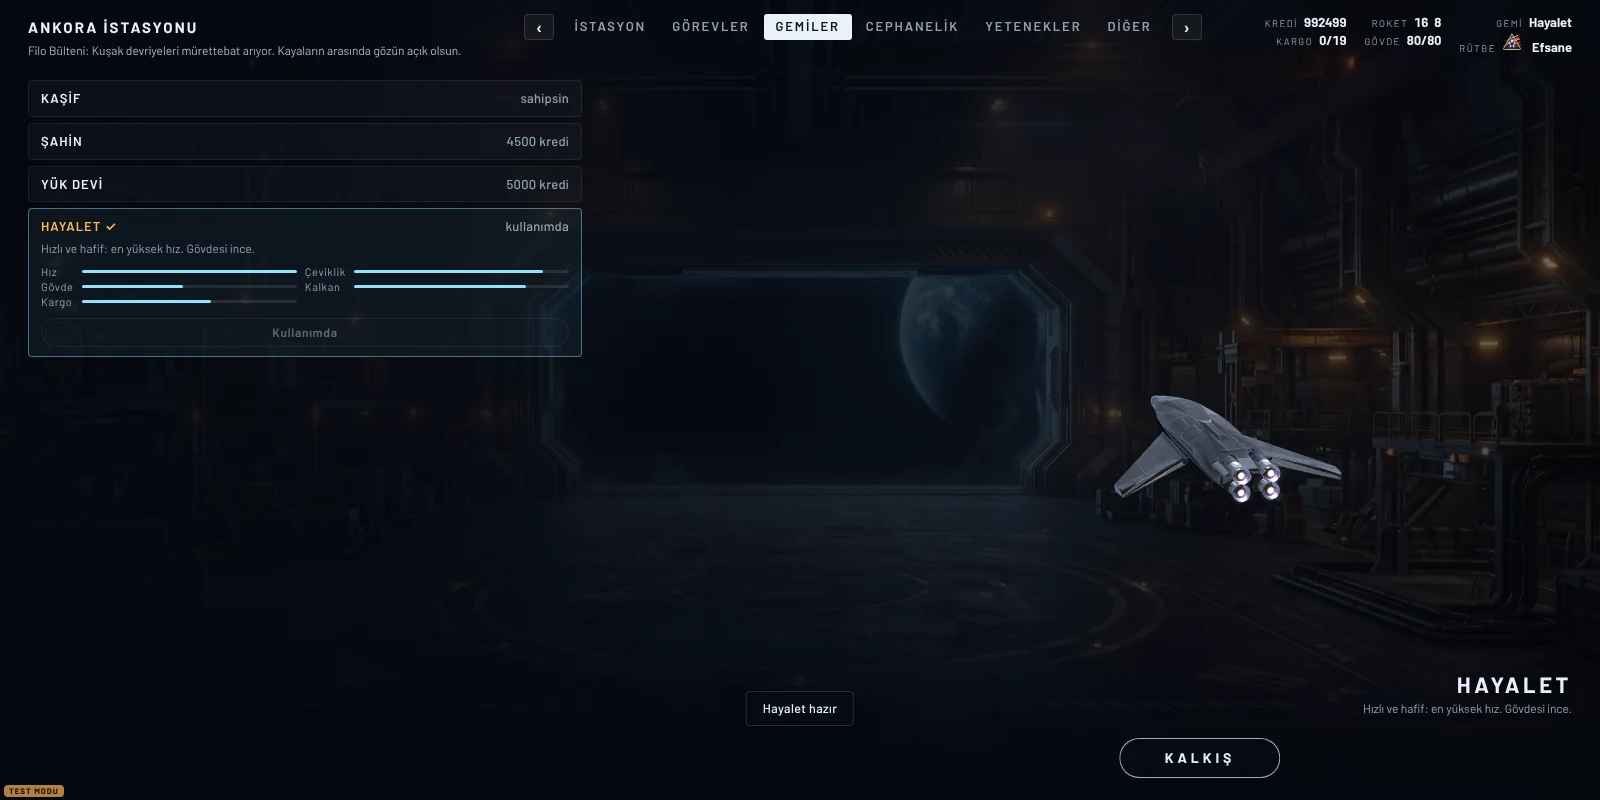 ANKORA İSTASYONU
Filo Bülteni: Kuşak devriyeleri mürettebat arıyor. Kayaların arasında gözün açık olsun.
‹ İSTASYON GÖREVLER GEMİLER CEPHANELİK YETENEKLER DİĞER ›
KREDİ 992499 ROKET 16 8 GEMİ Hayalet
KARGO 0/19 GÖVDE 80/80 RÜTBE Efsane
KAŞİF sahipsin
ŞAHİN 4500 kredi
YÜK DEVİ 5000 kredi
HAYALET ✓ kullanımda
Hızlı ve hafif: en yüksek hız. Gövdesi ince.
Hız Çeviklik
Gövde Kalkan
Kargo
Kullanımda
HAYALET
Hızlı ve hafif: en yüksek hız. Gövdesi ince.
Hayalet hazır
KALKIŞ
TEST MODU